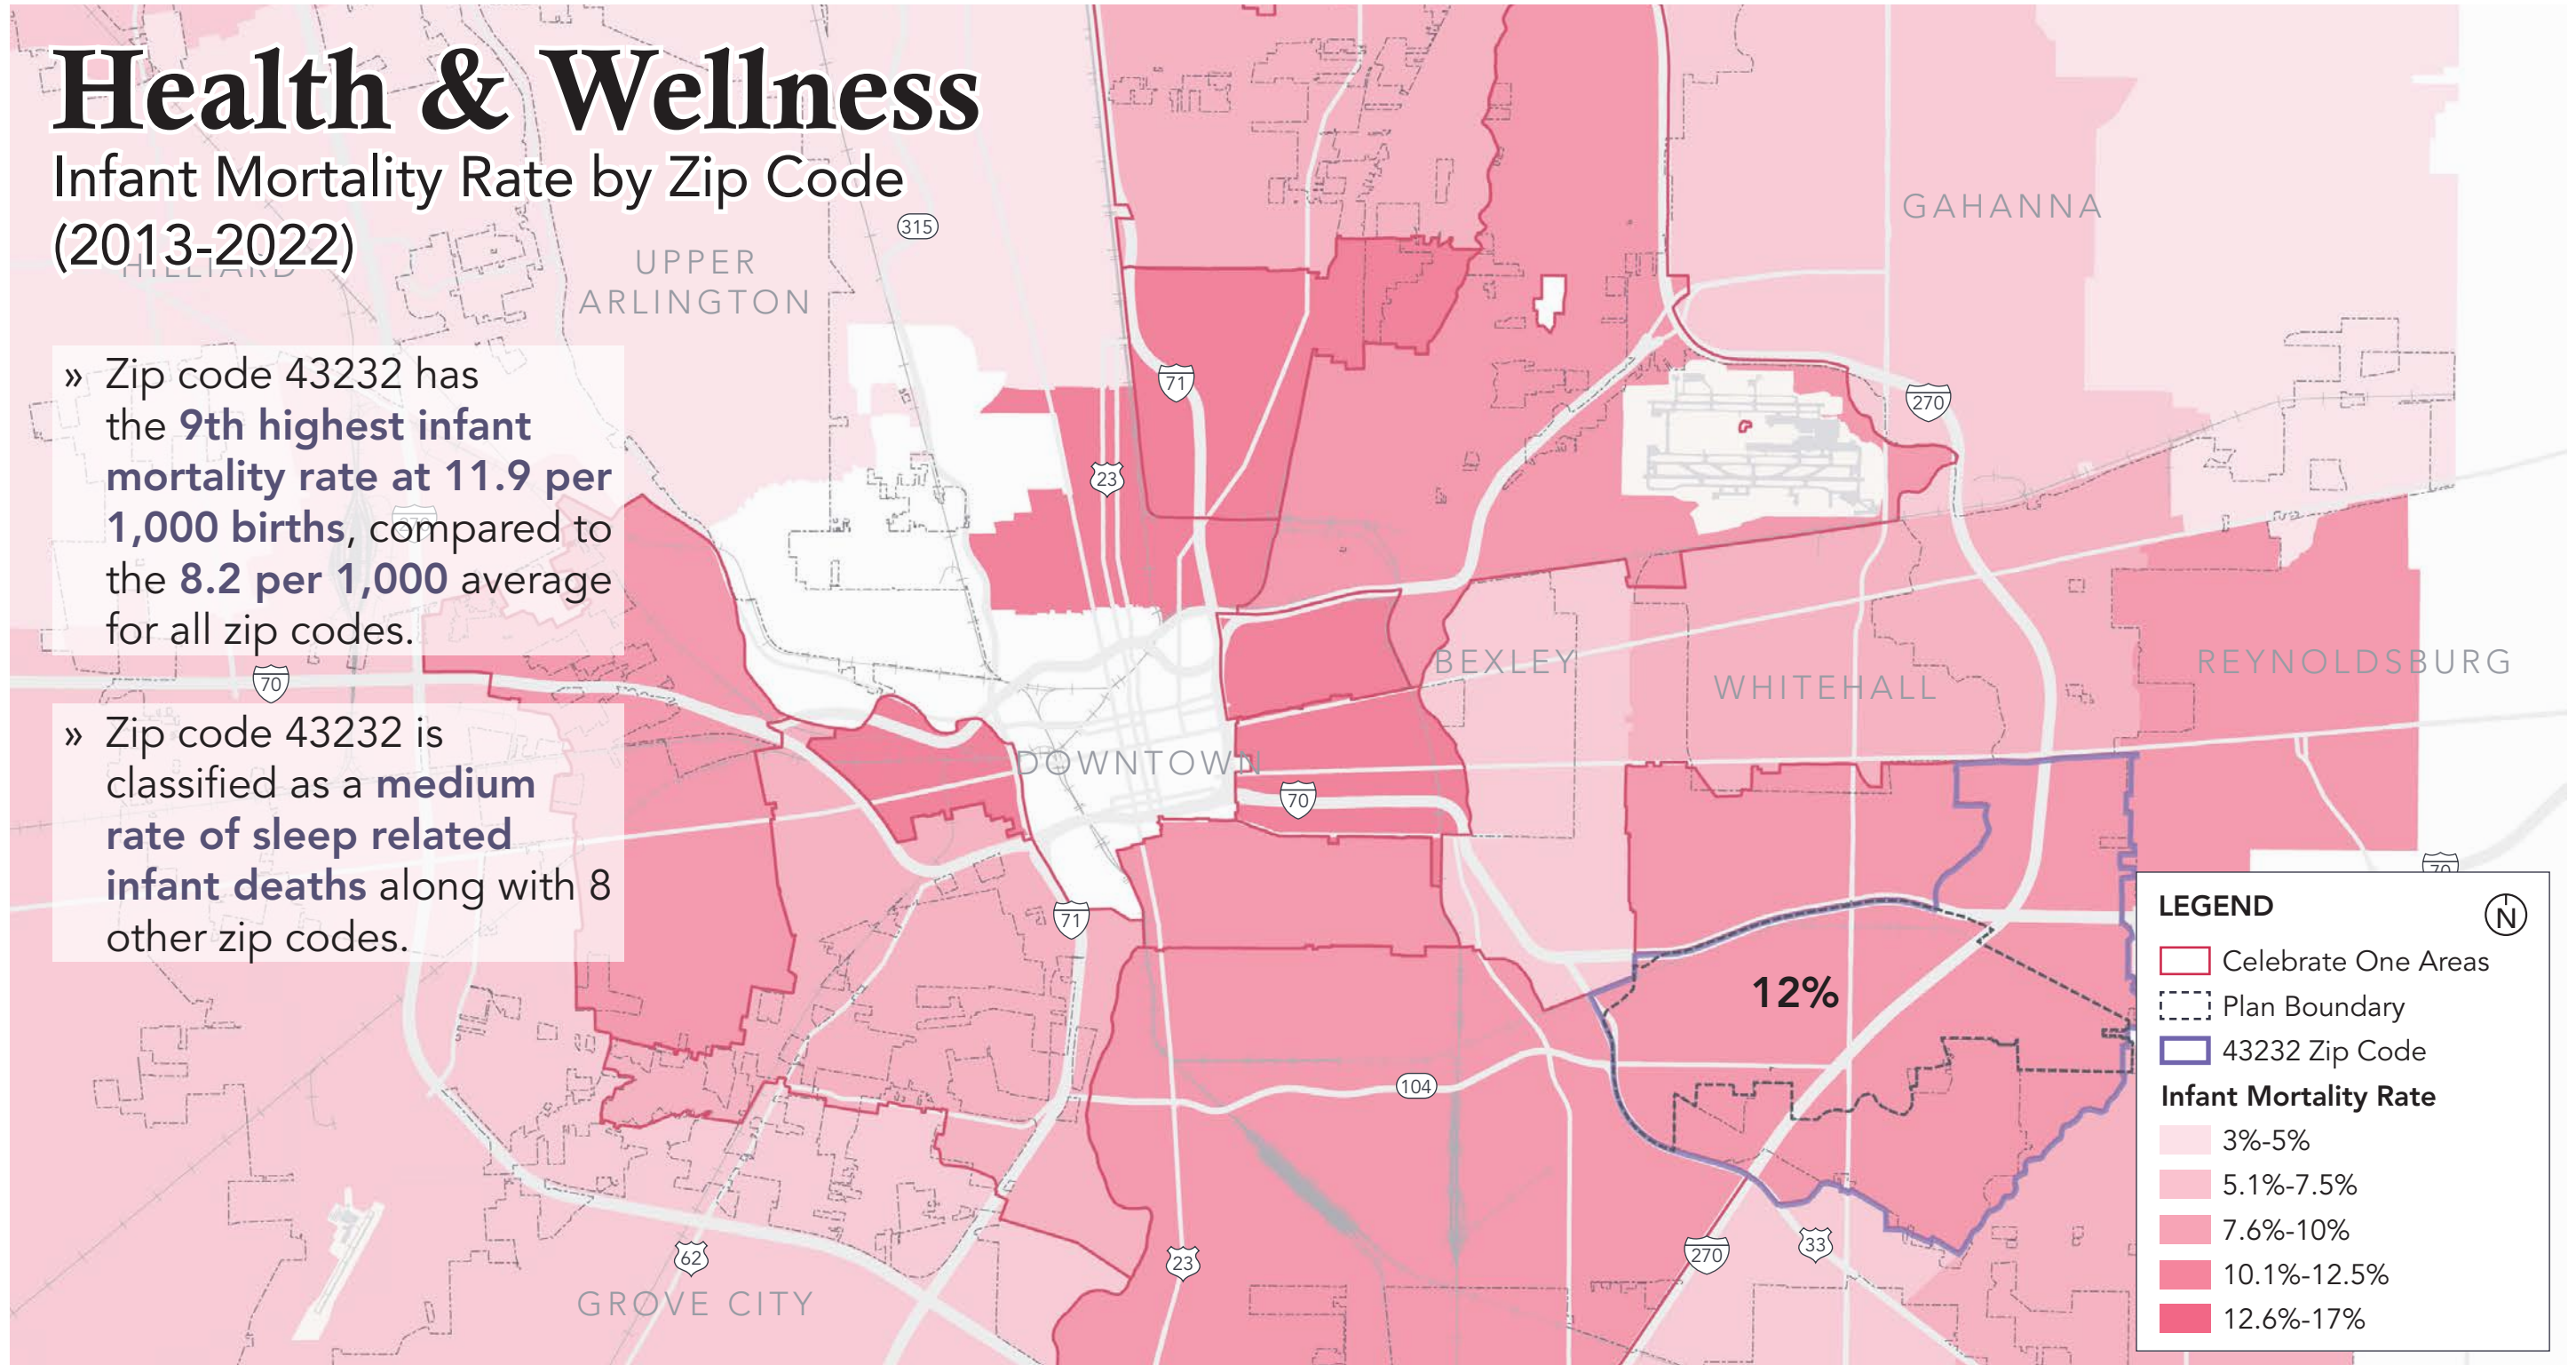 Health & Wellness
Infant Mortality Rate by Zip Code
(2013-2022)
HILLIARD
UPPER
ARLINGTON
315
GAHANNA
» Zip code 43232 has
the 9th highest infant
mortality rate at 11.9 per
1,000 births, compared to
the 8.2 per 1,000 average
for all zip codes.
71
270
23
270
70
BEXLEY
WHITEHALL
REYNOLDSBURG
» Zip code 43232 is
classified as a medium
rate of sleep related
infant deaths along with 8
other zip codes.
DOWNTOWN
70
70
71
12%
104
62
23
270
33
GROVE CITY
LEGEND
N
Celebrate One Areas
Plan Boundary
43232 Zip Code
Infant Mortality Rate
3%-5%
5.1%-7.5%
7.6%-10%
10.1%-12.5%
12.6%-17%